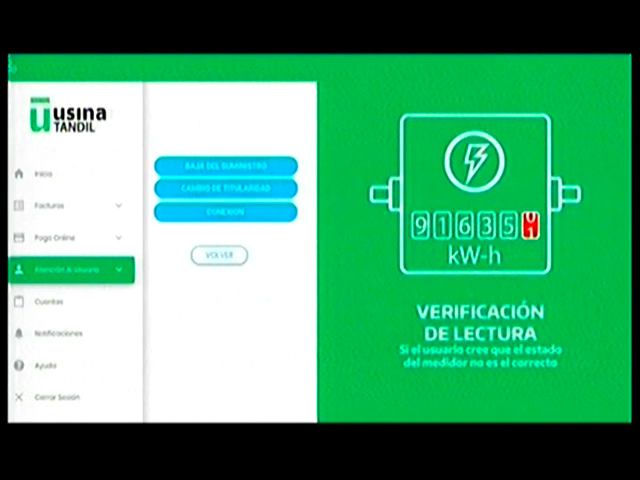 usina
TANDIL
Inicio
Facturas
Pago Online
Atención Al Usuario
Cuentas
Notificaciones
Ayuda
Cerrar Sesión
BAJA DEL SUMINISTRO
CAMBIO DE TITULARIDAD
CONEXION
VOLVER
91635
kW-h
VERIFICACIÓN
DE LECTURA
Si el usuario cree que el estado
del medidor no es el correcto